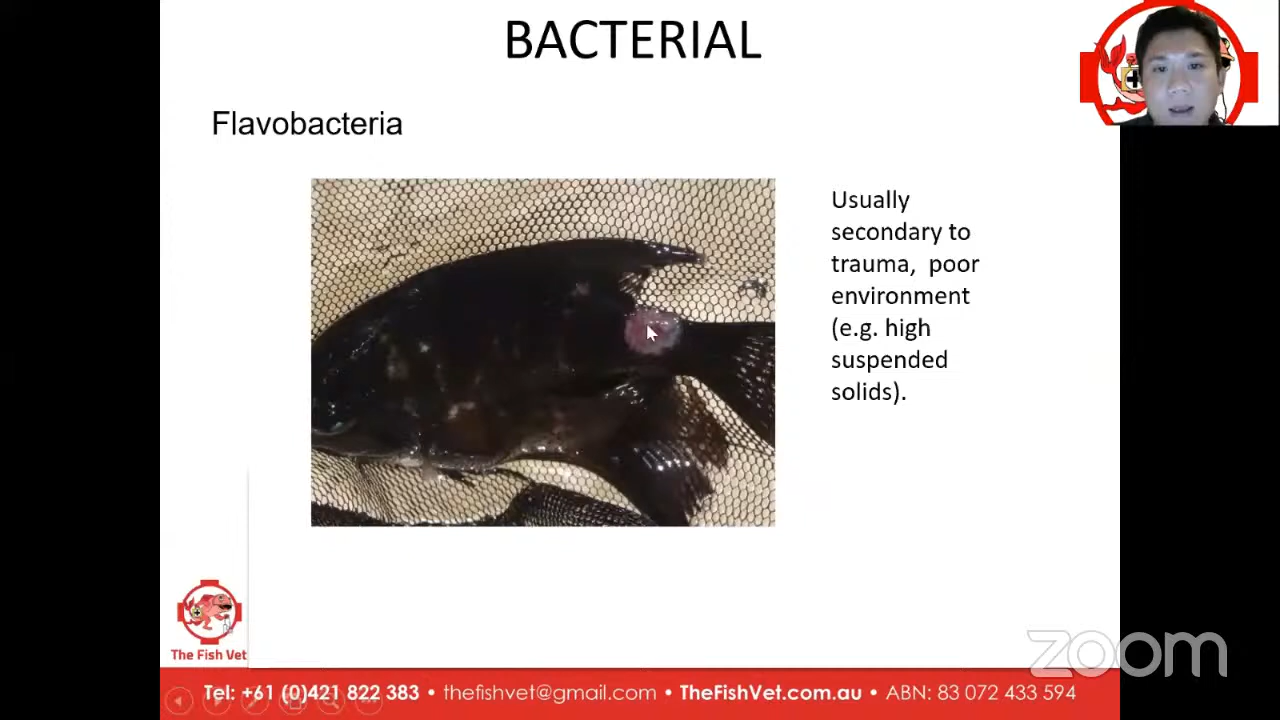 BACTERIAL
Flavobacteria
Usually
secondary to
trauma, poor
environment
(e.g. high
suspended
solids).
The Fish Vet
Tel: +61 (0)421 822 383 • thefishvet@gmail.com • TheFishVet.com.au • ABN: 83 072 433 594
zoom